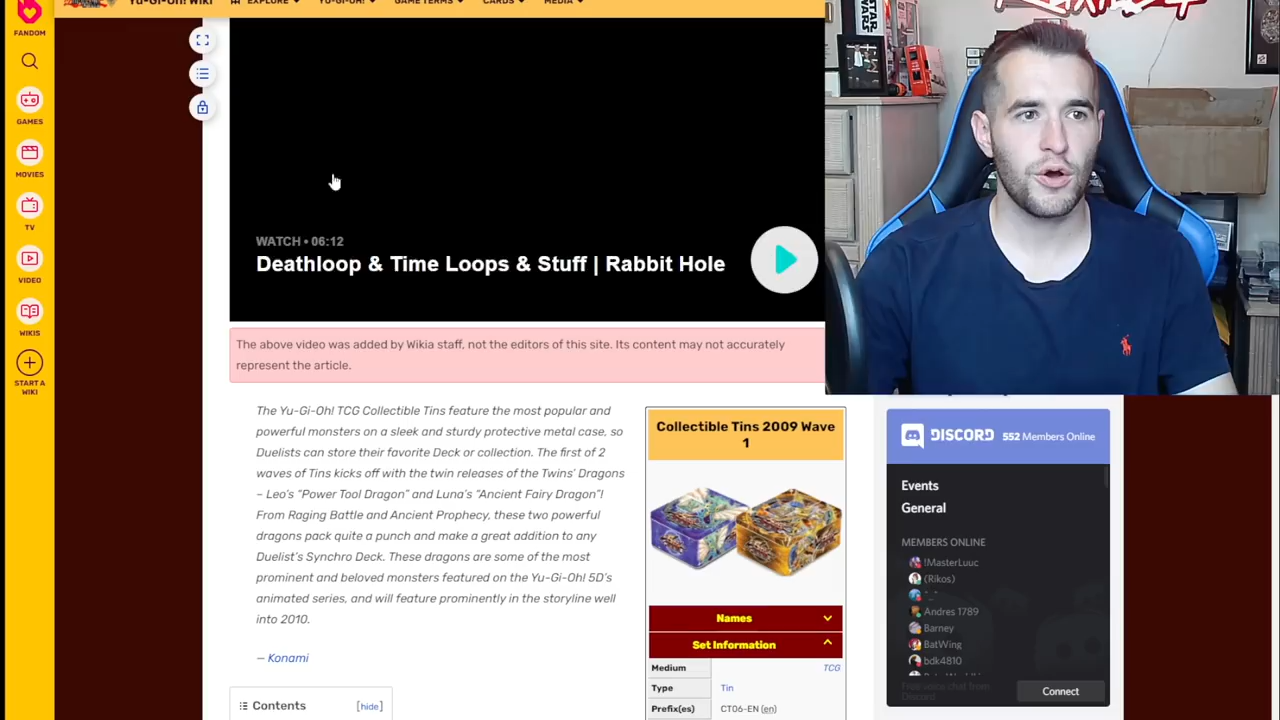 Yu-Gi-Oh! Wiki
EXPLORE
YU-GI-OH!
GAME TERMS
CARDS
MEDIA
FANDOM
GAMES
MOVIES
TV
VIDEO
WIKIS
START A
WIKI
WATCH • 06:12
Deathloop & Time Loops & Stuff | Rabbit Hole
The above video was added by Wikia staff, not the editors of this site. Its content may not accurately
represent the article.
The Yu-Gi-Oh! TCG Collectible Tins feature the most popular and
powerful monsters on a sleek and sturdy protective metal case, so
Duelists can store their favorite Deck or collection. The first of 2
waves of Tins kicks off with the twin releases of the Twins' Dragons
– Leo's "Power Tool Dragon" and Luna's "Ancient Fairy Dragon"!
From Raging Battle and Ancient Prophecy, these two powerful
dragons pack quite a punch and make a great addition to any
Duelist's Synchro Deck. These dragons are some of the most
prominent and beloved monsters featured on the Yu-Gi-Oh! 5D's
animated series, and will feature prominently in the storyline well
into 2010.
— Konami
Contents [hide]
Collectible Tins 2009 Wave
1
Names
Set Information
Medium TCG
Type Tin
Prefix(es) CT06-EN (en)
DISCORD 552 Members Online
Events
General
MEMBERS ONLINE
!MasterLuuc
(Rikos)
Andres 1789
Barney
BatWing
bdk4810
Free voice chat from
Discord
Connect
STAR
WARS